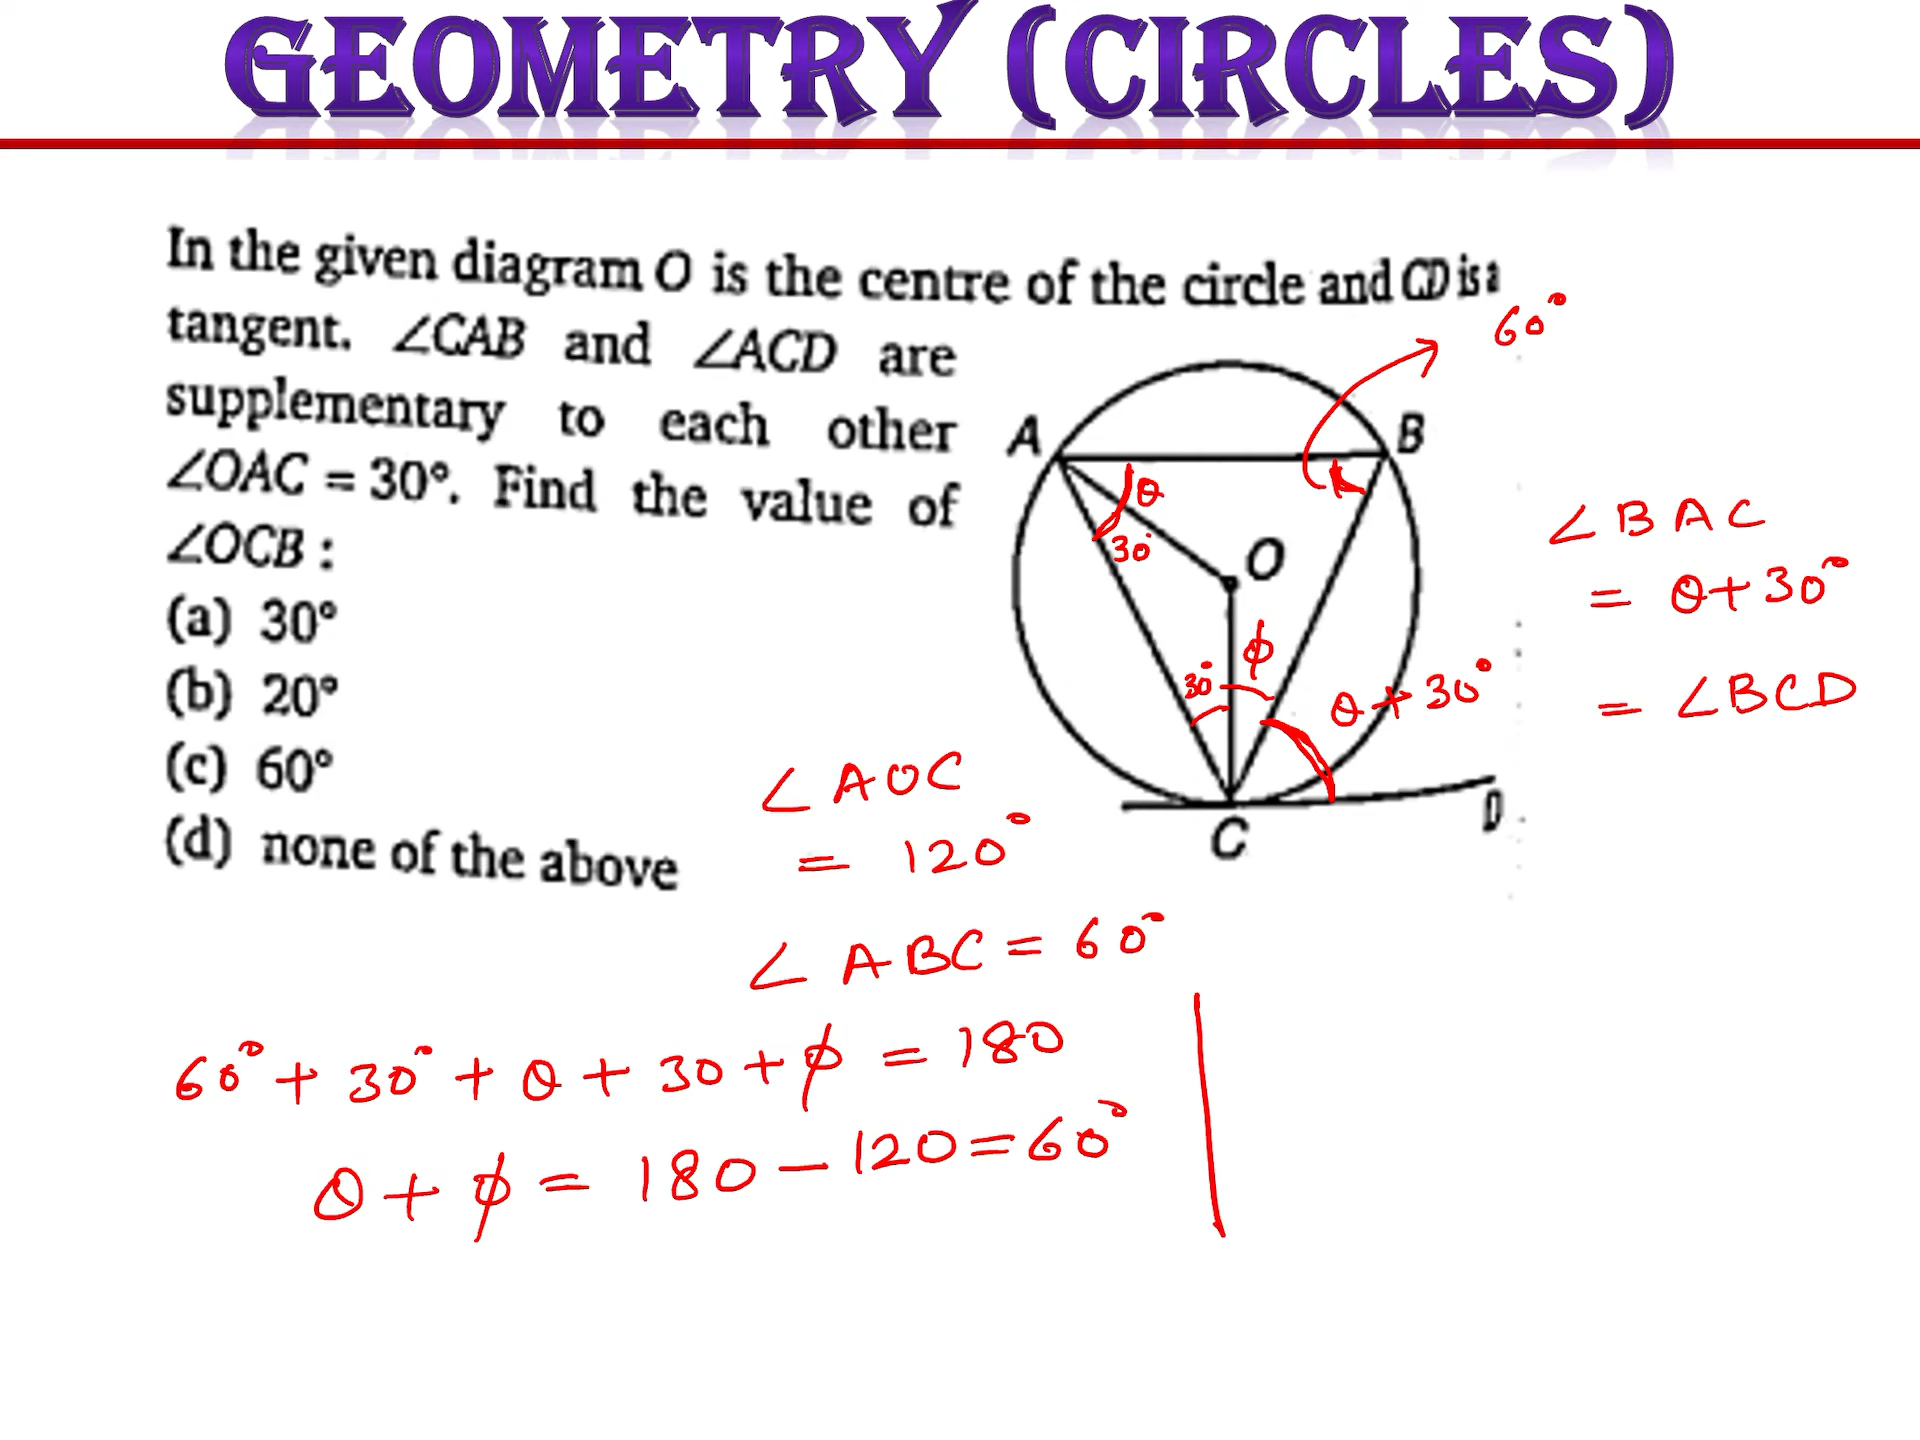 GEOMETRY (CIRCLES)
In the given diagram O is the centre of the circle and CD is a
tangent. ∠CAB and ∠ACD are
supplementary to each other
∠OAC = 30°. Find the value of
∠OCB :
(a) 30°
(b) 20°
(c) 60°
(d) none of the above
60°
A
B
θ
30°
O
ϕ
30°
θ + 30°
C
D
∠BAC
= θ + 30°
= ∠BCD
∠AOC
= 120°
∠ABC = 60°
60° + 30° + θ + 30 + ϕ = 180
θ + ϕ = 180 - 120 = 60°